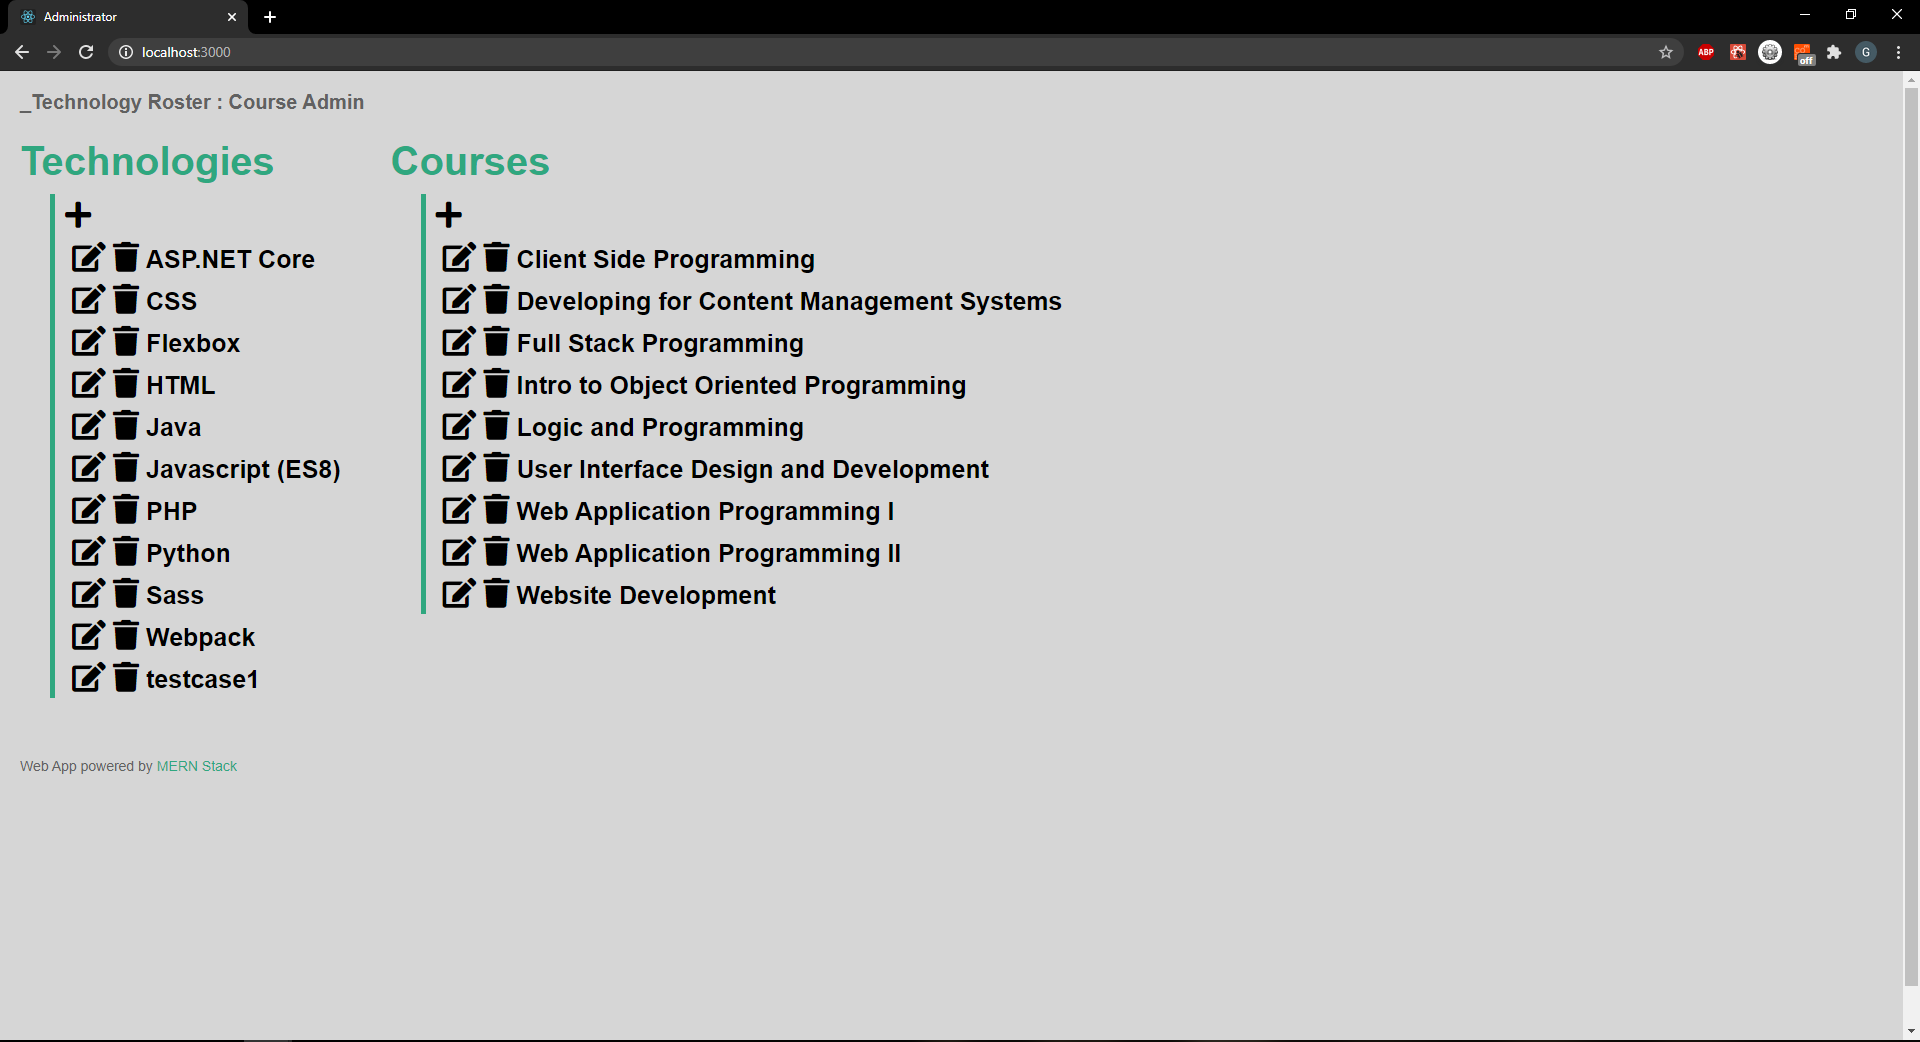 Administrator
localhost:3000
ABP
off
G
_Technology Roster : Course Admin
Technologies
ASP.NET Core
CSS
Flexbox
HTML
Java
Javascript (ES8)
PHP
Python
Sass
Webpack
testcase1
Courses
Client Side Programming
Developing for Content Management Systems
Full Stack Programming
Intro to Object Oriented Programming
Logic and Programming
User Interface Design and Development
Web Application Programming I
Web Application Programming II
Website Development
Web App powered by MERN Stack